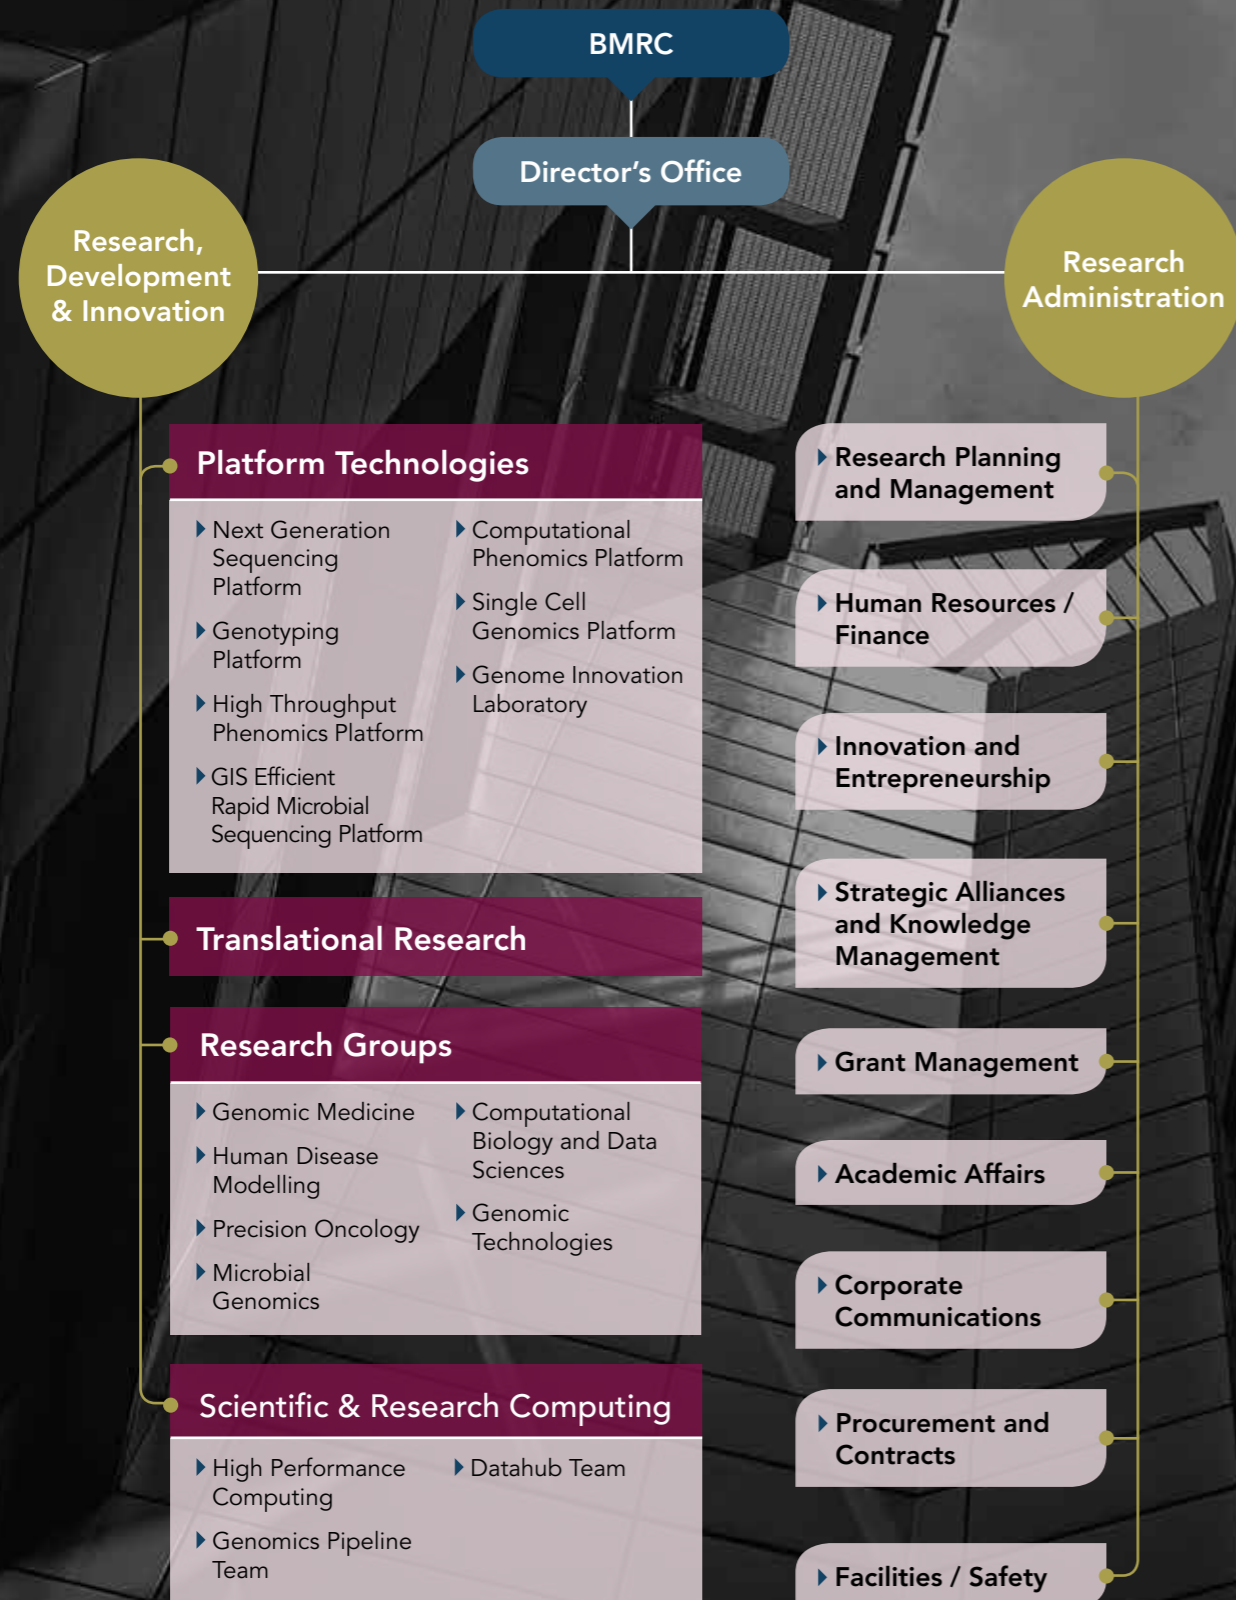 BMRC
Director's Office
Research,
Development
& Innovation
Research
Administration
Platform Technologies
Next Generation
Sequencing
Platform
Genotyping
Platform
High Throughput
Phenomics Platform
GIS Efficient
Rapid Microbial
Sequencing Platform
Computational
Phenomics Platform
Single Cell
Genomics Platform
Genome Innovation
Laboratory
Translational Research
Research Groups
Genomic Medicine
Human Disease
Modelling
Precision Oncology
Microbial
Genomics
Computational
Biology and Data
Sciences
Genomic
Technologies
Scientific & Research Computing
High Performance
Computing
Genomics Pipeline
Team
Datahub Team
Research Planning
and Management
Human Resources /
Finance
Innovation and
Entrepreneurship
Strategic Alliances
and Knowledge
Management
Grant Management
Academic Affairs
Corporate
Communications
Procurement and
Contracts
Facilities / Safety